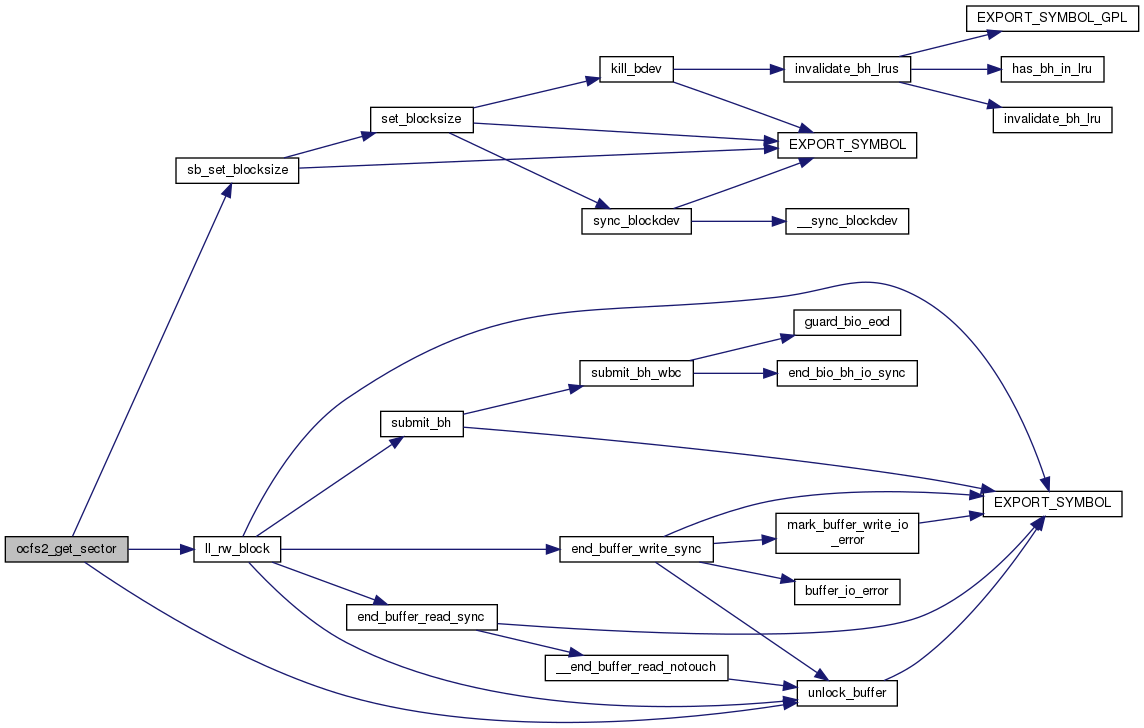 EXPORT_SYMBOL_GPL
kill_bdev
invalidate_bh_lrus
has_bh_in_lru
set_blocksize
invalidate_bh_lru
EXPORT_SYMBOL
sb_set_blocksize
sync_blockdev
__sync_blockdev
guard_bio_eod
submit_bh_wbc
end_bio_bh_io_sync
submit_bh
EXPORT_SYMBOL
mark_buffer_write_io
_error
ocfs2_get_sector
ll_rw_block
end_buffer_write_sync
buffer_io_error
end_buffer_read_sync
__end_buffer_read_notouch
unlock_buffer